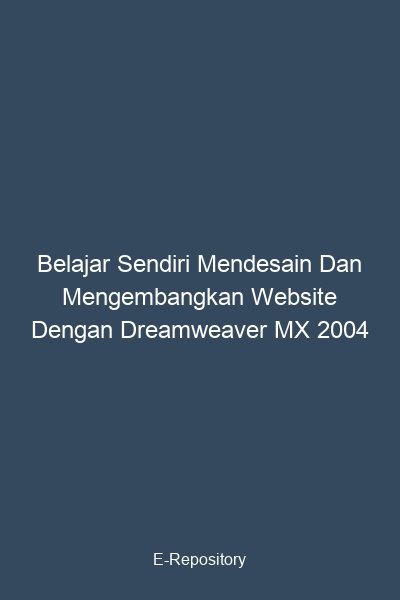 Belajar Sendiri Mendesain Dan
Mengembangkan Website
Dengan Dreamweaver MX 2004
E-Repository